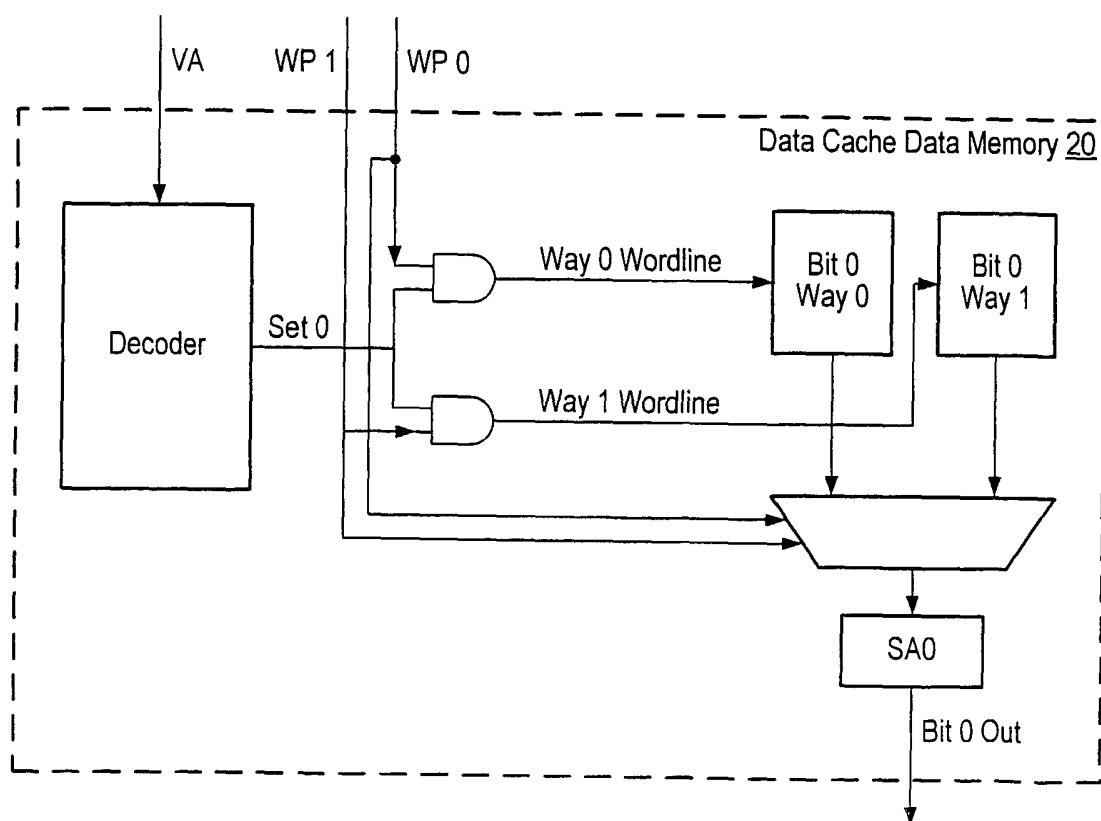 VA
WP 1
WP 0
Data Cache Data Memory 20
Way 0 Wordline
Bit 0
Way 0
Bit 0
Way 1
Decoder
Set 0
Way 1 Wordline
SA0
Bit 0 Out